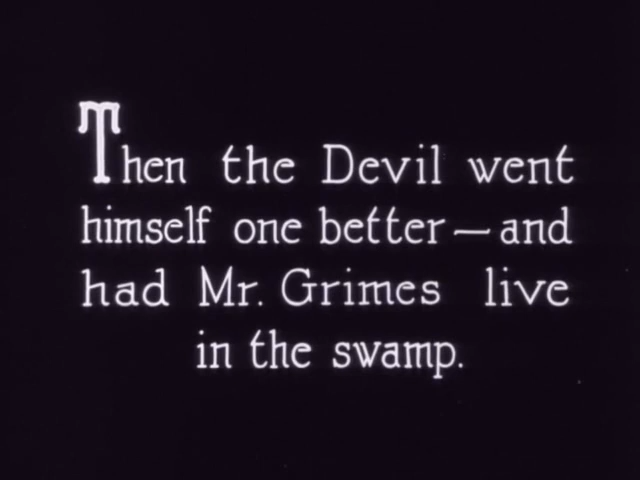 Then the Devil went
himself one better—and
had Mr. Grimes live
in the swamp.